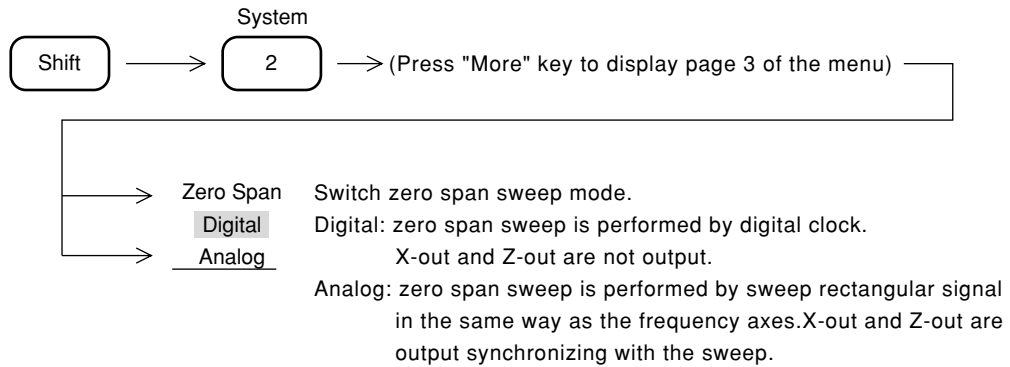 System
Shift
2
(Press "More" key to display page 3 of the menu)
Zero Span
Switch zero span sweep mode.
Digital
Digital: zero span sweep is performed by digital clock.
Analog
X-out and Z-out are not output.
Analog: zero span sweep is performed by sweep rectangular signal
in the same way as the frequency axes.X-out and Z-out are
output synchronizing with the sweep.